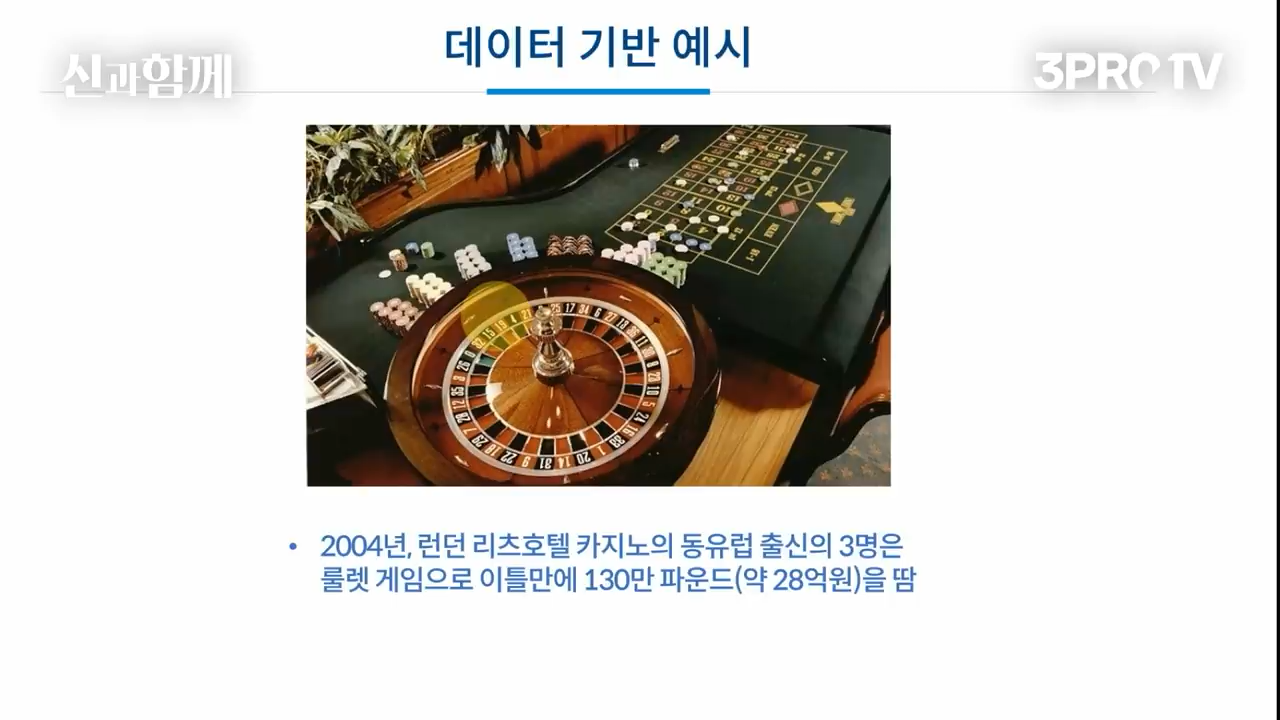 데이터 기반 예시
신과함께
3PRO TV
2004년, 런던 리츠호텔 카지노의 동유럽 출신의 3명은
룰렛 게임으로 이틀만에 130만 파운드(약 28억원)을 땀